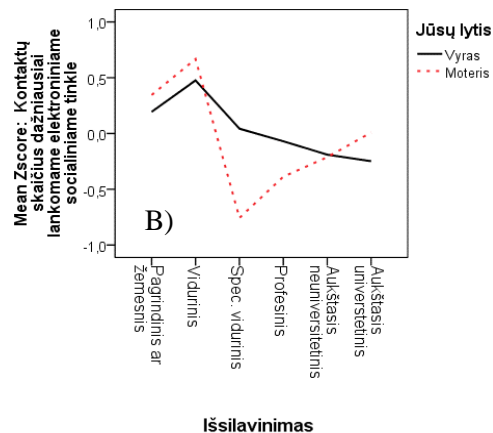 Mean Zscore: Kontaktų
skaičius dažniausiai
lankomame elektroniniame
socialiniame tinkle
1,0
0,5
0,0
-0,5
-1,0
B)
Jūsų lytis
Vyras
Moteris
Pagrindinis ar
žemesnis
Vidurinis
Spec. vidurinis
Profesinis
Aukštasis
neuniversitetinis
Aukštasis
universtetinis
Išsilavinimas